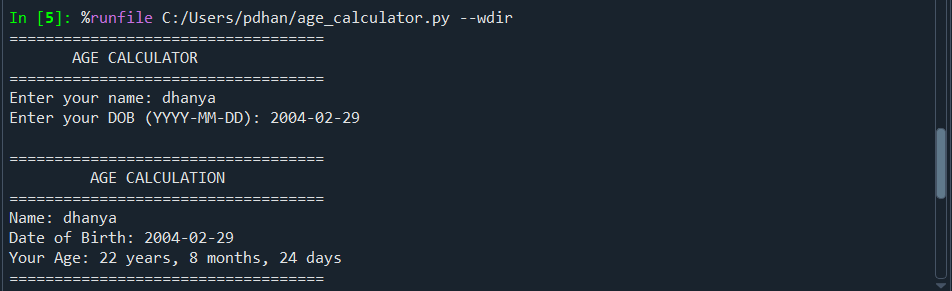 In [5]: %runfile C:/Users/pdhan/age_calculator.py --wdir
===================================
AGE CALCULATOR
===================================
Enter your name: dhanya
Enter your DOB (YYYY-MM-DD): 2004-02-29
===================================
AGE CALCULATION
===================================
Name: dhanya
Date of Birth: 2004-02-29
Your Age: 22 years, 8 months, 24 days
===================================